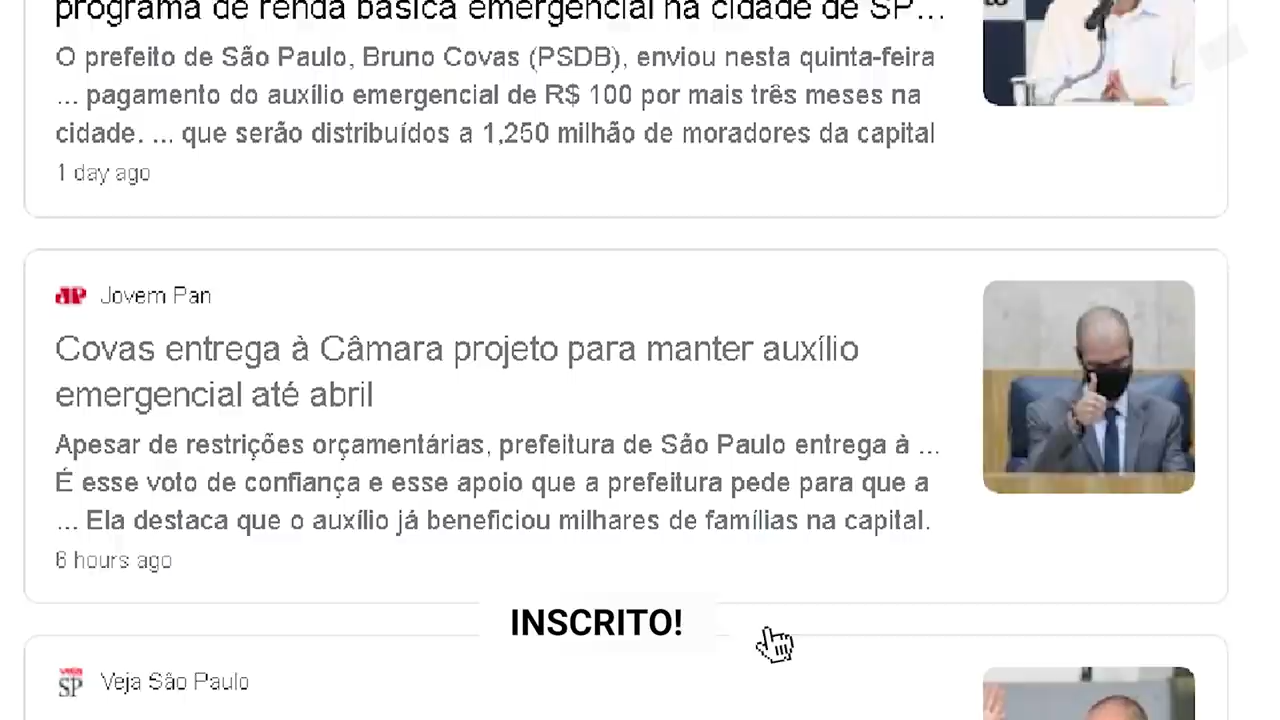 programa de renda básica emergencial na cidade de SP...
O prefeito de São Paulo, Bruno Covas (PSDB), enviou nesta quinta-feira
... pagamento do auxílio emergencial de R$ 100 por mais três meses na
cidade. ... que serão distribuídos a 1,250 milhão de moradores da capital
1 day ago
JP Jovem Pan
Covas entrega à Câmara projeto para manter auxílio
emergencial até abril
Apesar de restrições orçamentárias, prefeitura de São Paulo entrega à ...
É esse voto de confiança e esse apoio que a prefeitura pede para que a
... Ela destaca que o auxílio já beneficiou milhares de famílias na capital.
6 hours ago
INSCRITO!
veja SP Veja São Paulo